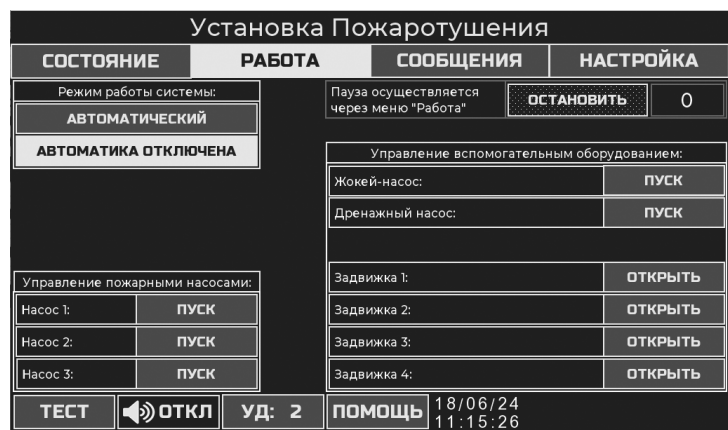 Установка Пожаротушения
СОСТОЯНИЕ РАБОТА СООБЩЕНИЯ НАСТРОЙКА
Режим работы системы:
АВТОМАТИЧЕСКИЙ
АВТОМАТИКА ОТКЛЮЧЕНА
Пауза осуществляется
через меню "Работа"
ОСТАНОВИТЬ 0
Управление вспомогательным оборудованием:
Жокей-насос: ПУСК
Дренажный насос: ПУСК
Задвижка 1: ОТКРЫТЬ
Задвижка 2: ОТКРЫТЬ
Задвижка 3: ОТКРЫТЬ
Задвижка 4: ОТКРЫТЬ
Управление пожарными насосами:
Насос 1: ПУСК
Насос 2: ПУСК
Насос 3: ПУСК
ТЕСТ ОТКЛ УД: 2 ПОМОЩЬ
18/06/24
11:15:26